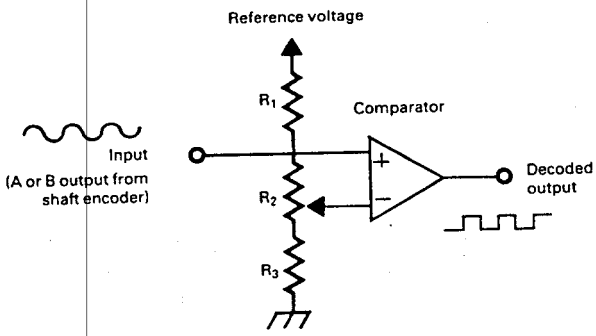 Reference voltage
R1
Comparator
Input
(A or B output from
shaft encoder)
+
−
R2
Decoded
output
R3